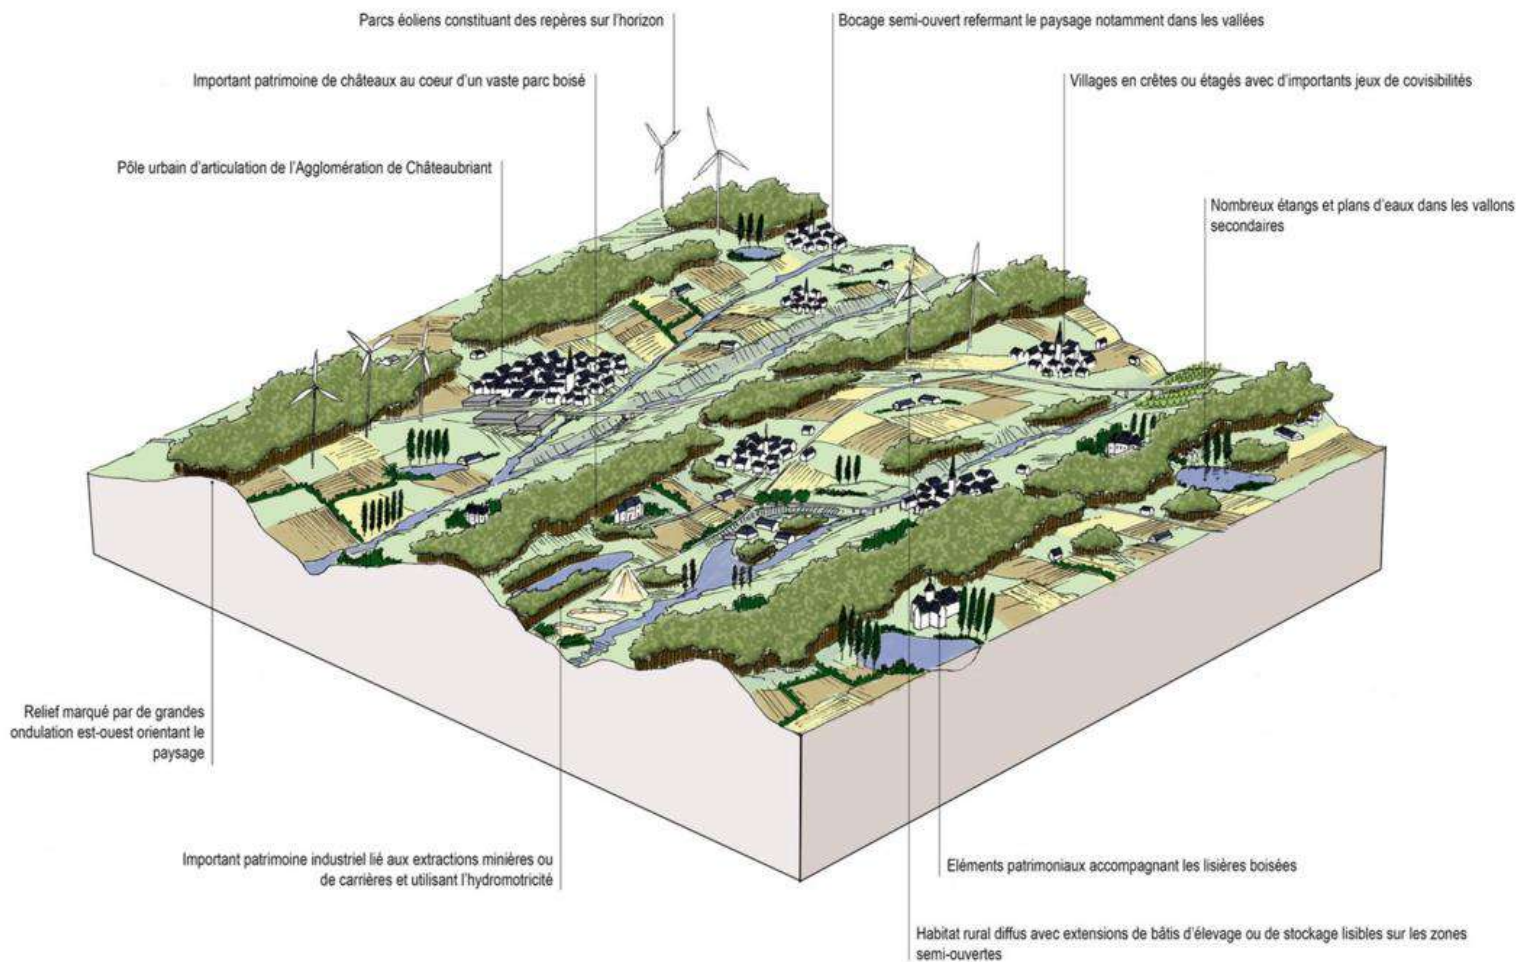 Parcs éoliens constituant des repères sur l'horizon
Bocage semi-ouvert refermant le paysage notamment dans les vallées
Important patrimoine de châteaux au coeur d'un vaste parc boisé
Villages en crêtes ou étagés avec d'importants jeux de covisibilités
Pôle urbain d'articulation de l'Agglomération de Châteaubriant
Nombreux étangs et plans d'eaux dans les vallons
secondaires
Relief marqué par de grandes
ondulation est-ouest orientant le
paysage
Important patrimoine industriel lié aux extractions minières ou
de carrières et utilisant l'hydromotricité
Eléments patrimoniaux accompagnant les lisières boisées
Habitat rural diffus avec extensions de bâtis d'élevage ou de stockage lisibles sur les zones
semi-ouvertes